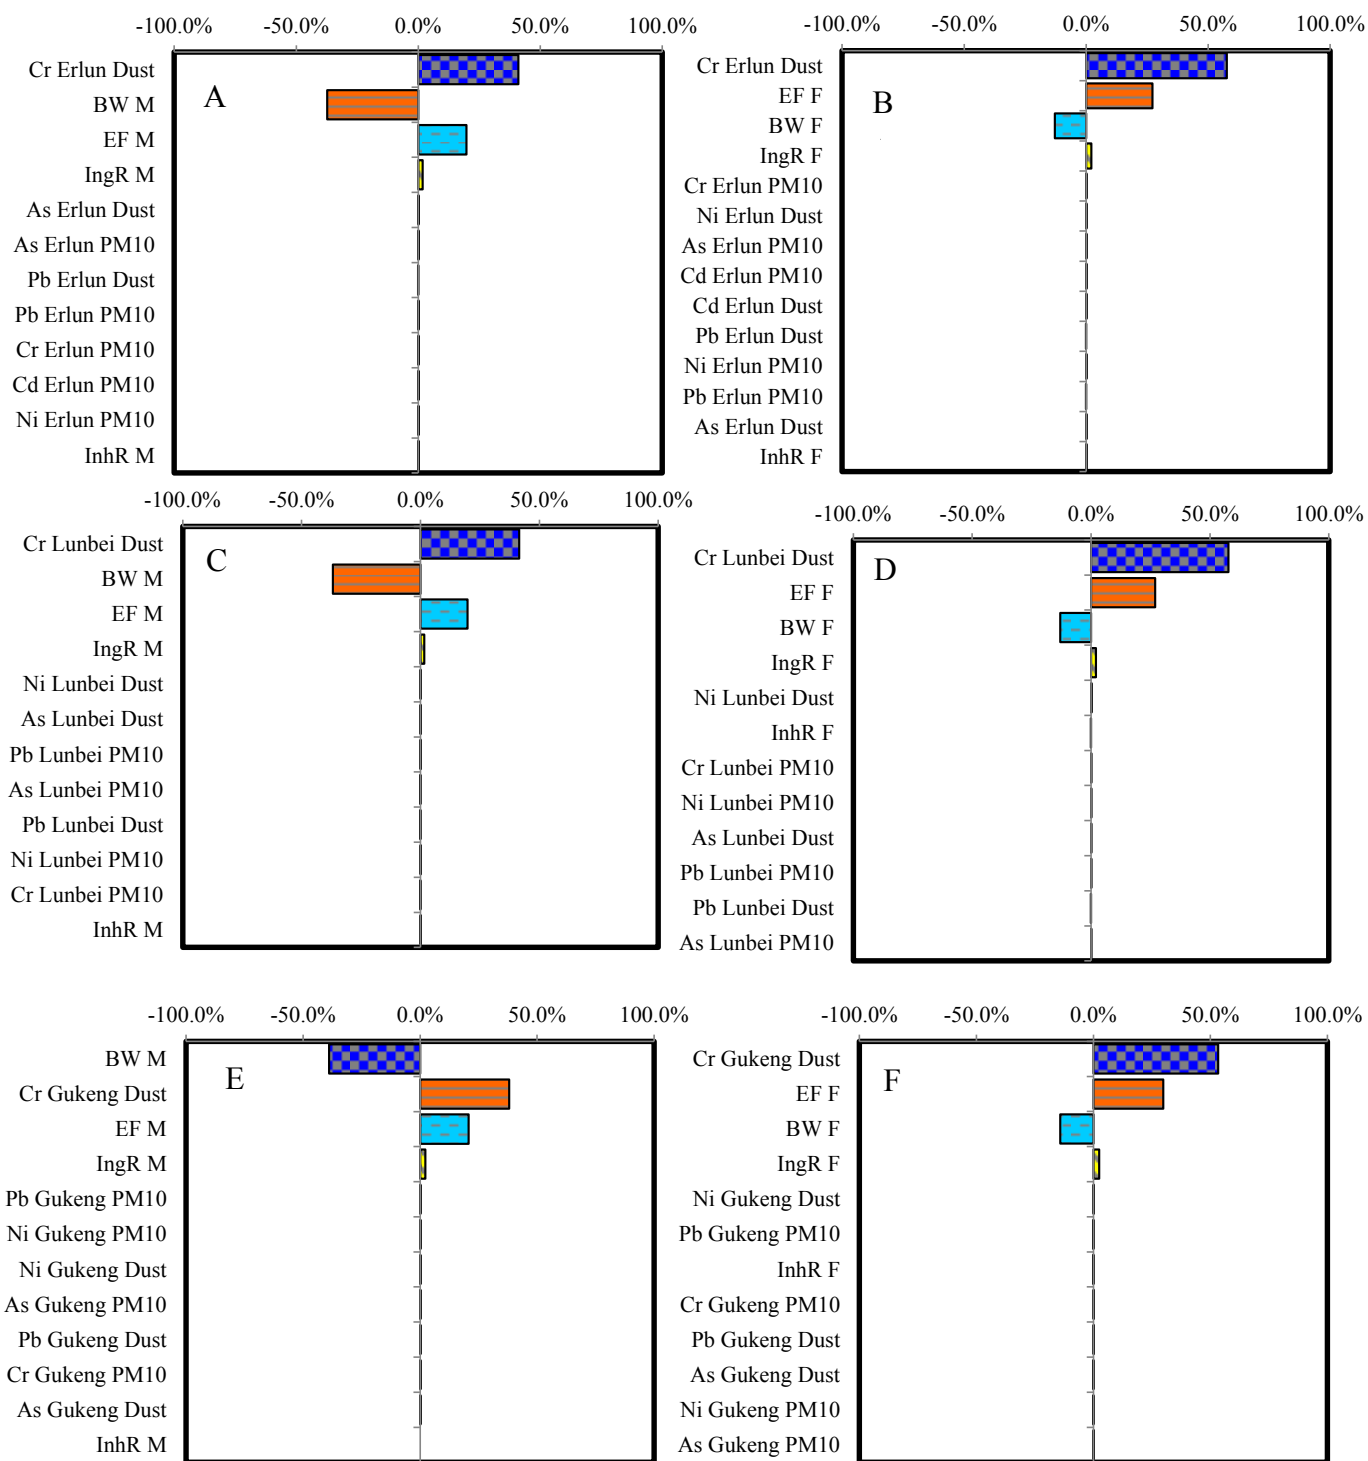 -100.0% -50.0% 0.0% 50.0% 100.0%
Cr Erlun Dust
BW M
EF M
IngR M
As Erlun Dust
As Erlun PM10
Pb Erlun Dust
Pb Erlun PM10
Cr Erlun PM10
Cd Erlun PM10
Ni Erlun PM10
InhR M
A
-100.0% -50.0% 0.0% 50.0% 100.0%
Cr Erlun Dust
EF F
BW F
IngR F
Cr Erlun PM10
Ni Erlun Dust
As Erlun PM10
Cd Erlun PM10
Cd Erlun Dust
Pb Erlun Dust
Ni Erlun PM10
Pb Erlun PM10
As Erlun Dust
InhR F
B
-100.0% -50.0% 0.0% 50.0% 100.0%
Cr Lunbei Dust
BW M
EF M
IngR M
Ni Lunbei Dust
As Lunbei Dust
Pb Lunbei PM10
As Lunbei PM10
Pb Lunbei Dust
Ni Lunbei PM10
Cr Lunbei PM10
InhR M
C
-100.0% -50.0% 0.0% 50.0% 100.0%
Cr Lunbei Dust
EF F
BW F
IngR F
Ni Lunbei Dust
InhR F
Cr Lunbei PM10
Ni Lunbei PM10
As Lunbei Dust
Pb Lunbei PM10
Pb Lunbei Dust
As Lunbei PM10
D
-100.0% -50.0% 0.0% 50.0% 100.0%
BW M
Cr Gukeng Dust
EF M
IngR M
Pb Gukeng PM10
Ni Gukeng PM10
Ni Gukeng Dust
As Gukeng PM10
Pb Gukeng Dust
Cr Gukeng PM10
As Gukeng Dust
InhR M
E
-100.0% -50.0% 0.0% 50.0% 100.0%
Cr Gukeng Dust
EF F
BW F
IngR F
Ni Gukeng Dust
Pb Gukeng PM10
InhR F
Cr Gukeng PM10
Pb Gukeng Dust
As Gukeng Dust
Ni Gukeng PM10
As Gukeng PM10
F